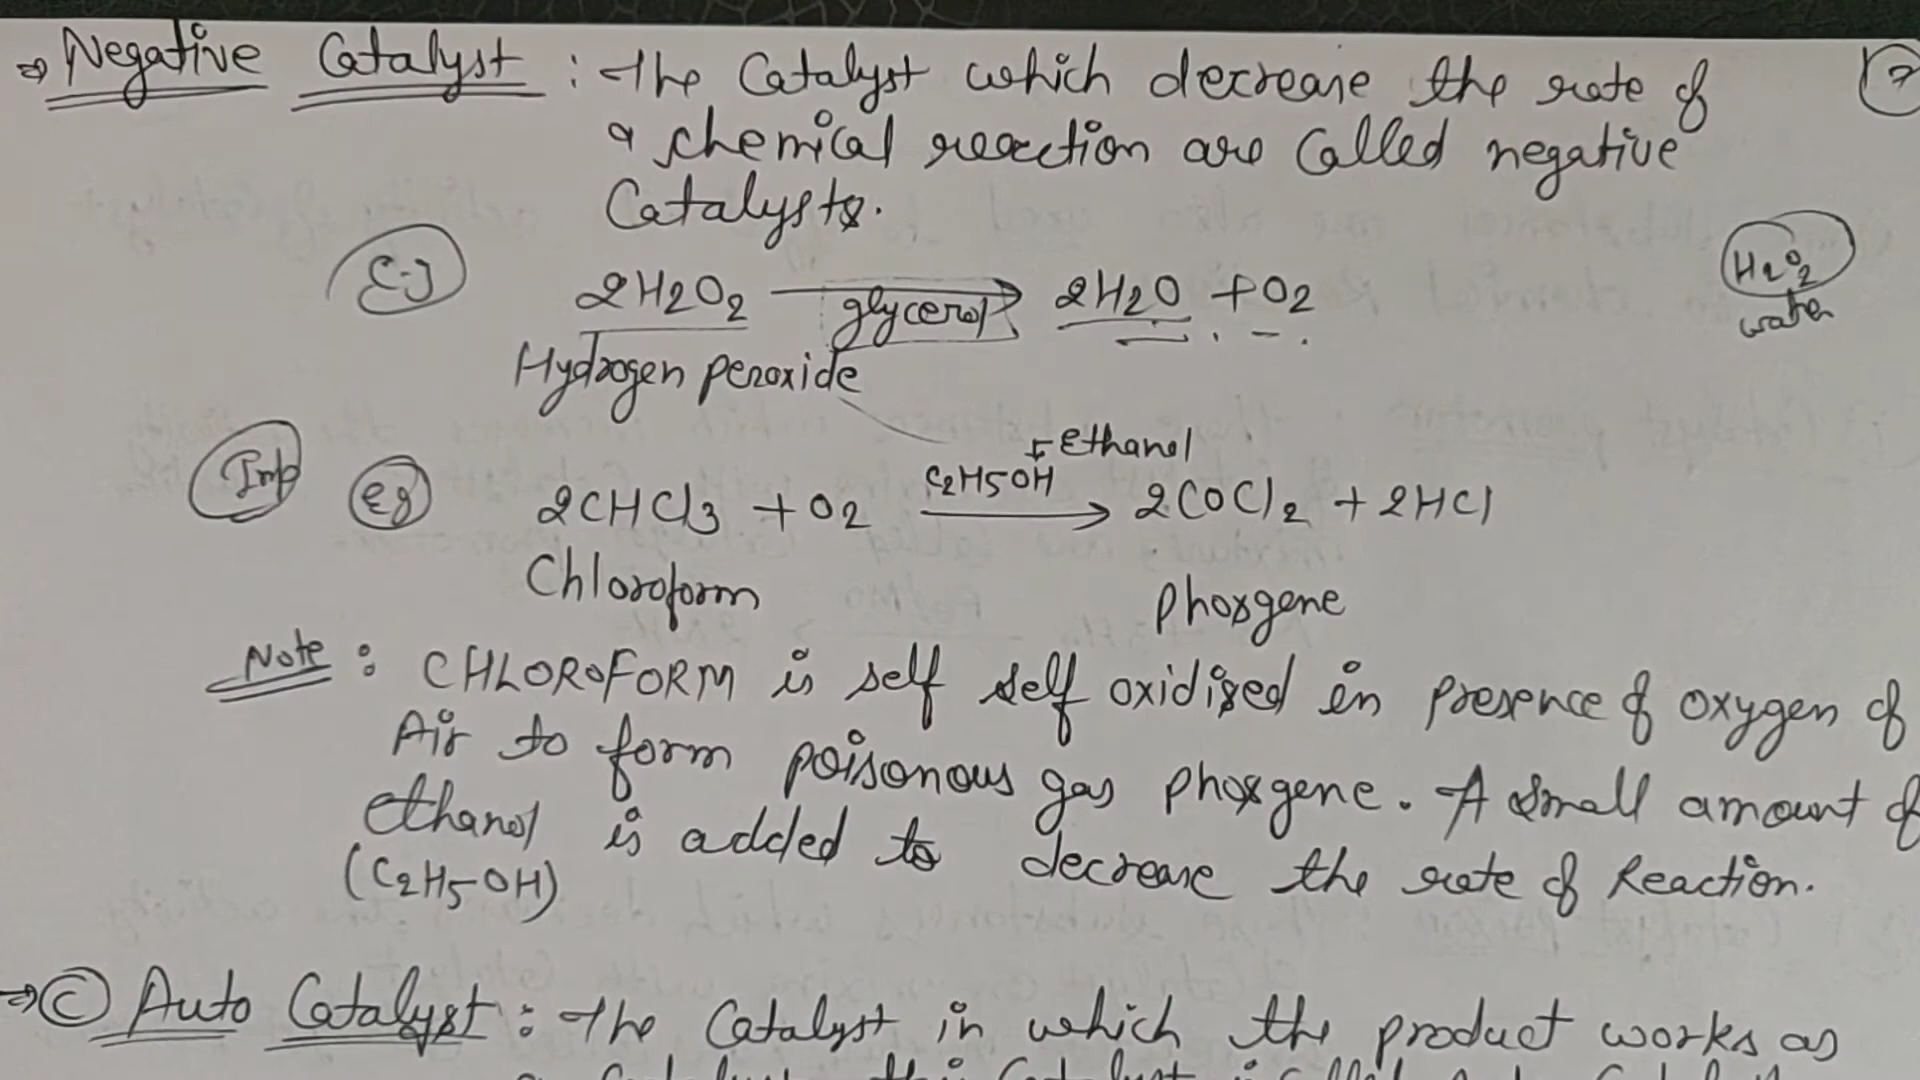 ⇒ Negative Catalyst : The Catalyst which decrease the rate of
a chemical reaction are Called negative
Catalysts.
Eg 2H2O2 → glycerol 2H2O + O2
H2O2
water
Hydrogen peroxide
Ethanol
Imp eg 2CHCl3 + O2 C2H5OH → 2COCl2 + 2HCl
Chloroform Phosgene
Note : CHLOROFORM is self self oxidised in presence of oxygen of
Air to form poisonous gas phosgene. A small amount of
ethanol is added to decrease the rate of Reaction.
(C2H5-OH)
⇒ C Auto Catalyst : The Catalyst in which the product works as